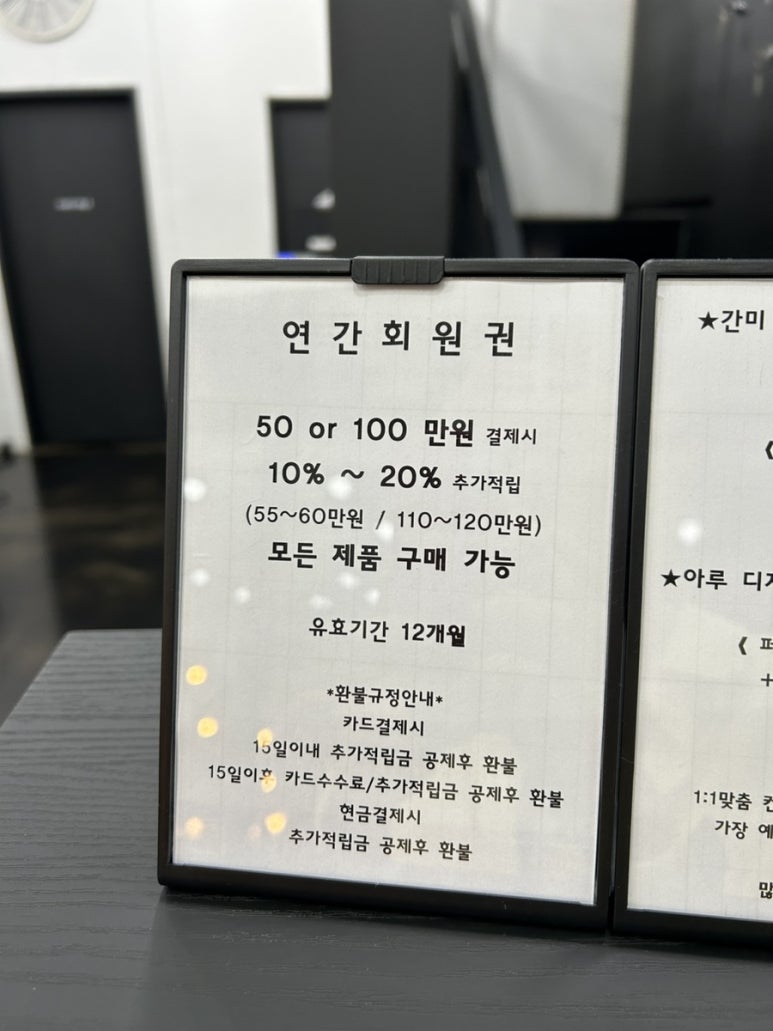 연 간 회 원 권
50 or 100 만원 결제시
10% ~ 20% 추가적립
(55~60만원 / 110~120만원)
모든 제품 구매 가능
유효기간 12개월
*환불규정안내*
카드결제시
15일이내 추가적립금 공제후 환불
15일이후 카드수수료/추가적립금 공제후 환불
현금결제시
추가적립금 공제후 환불
★간미
《
★아루 디
《 퍼
+
1:1맞춤 컨
가장 예
많